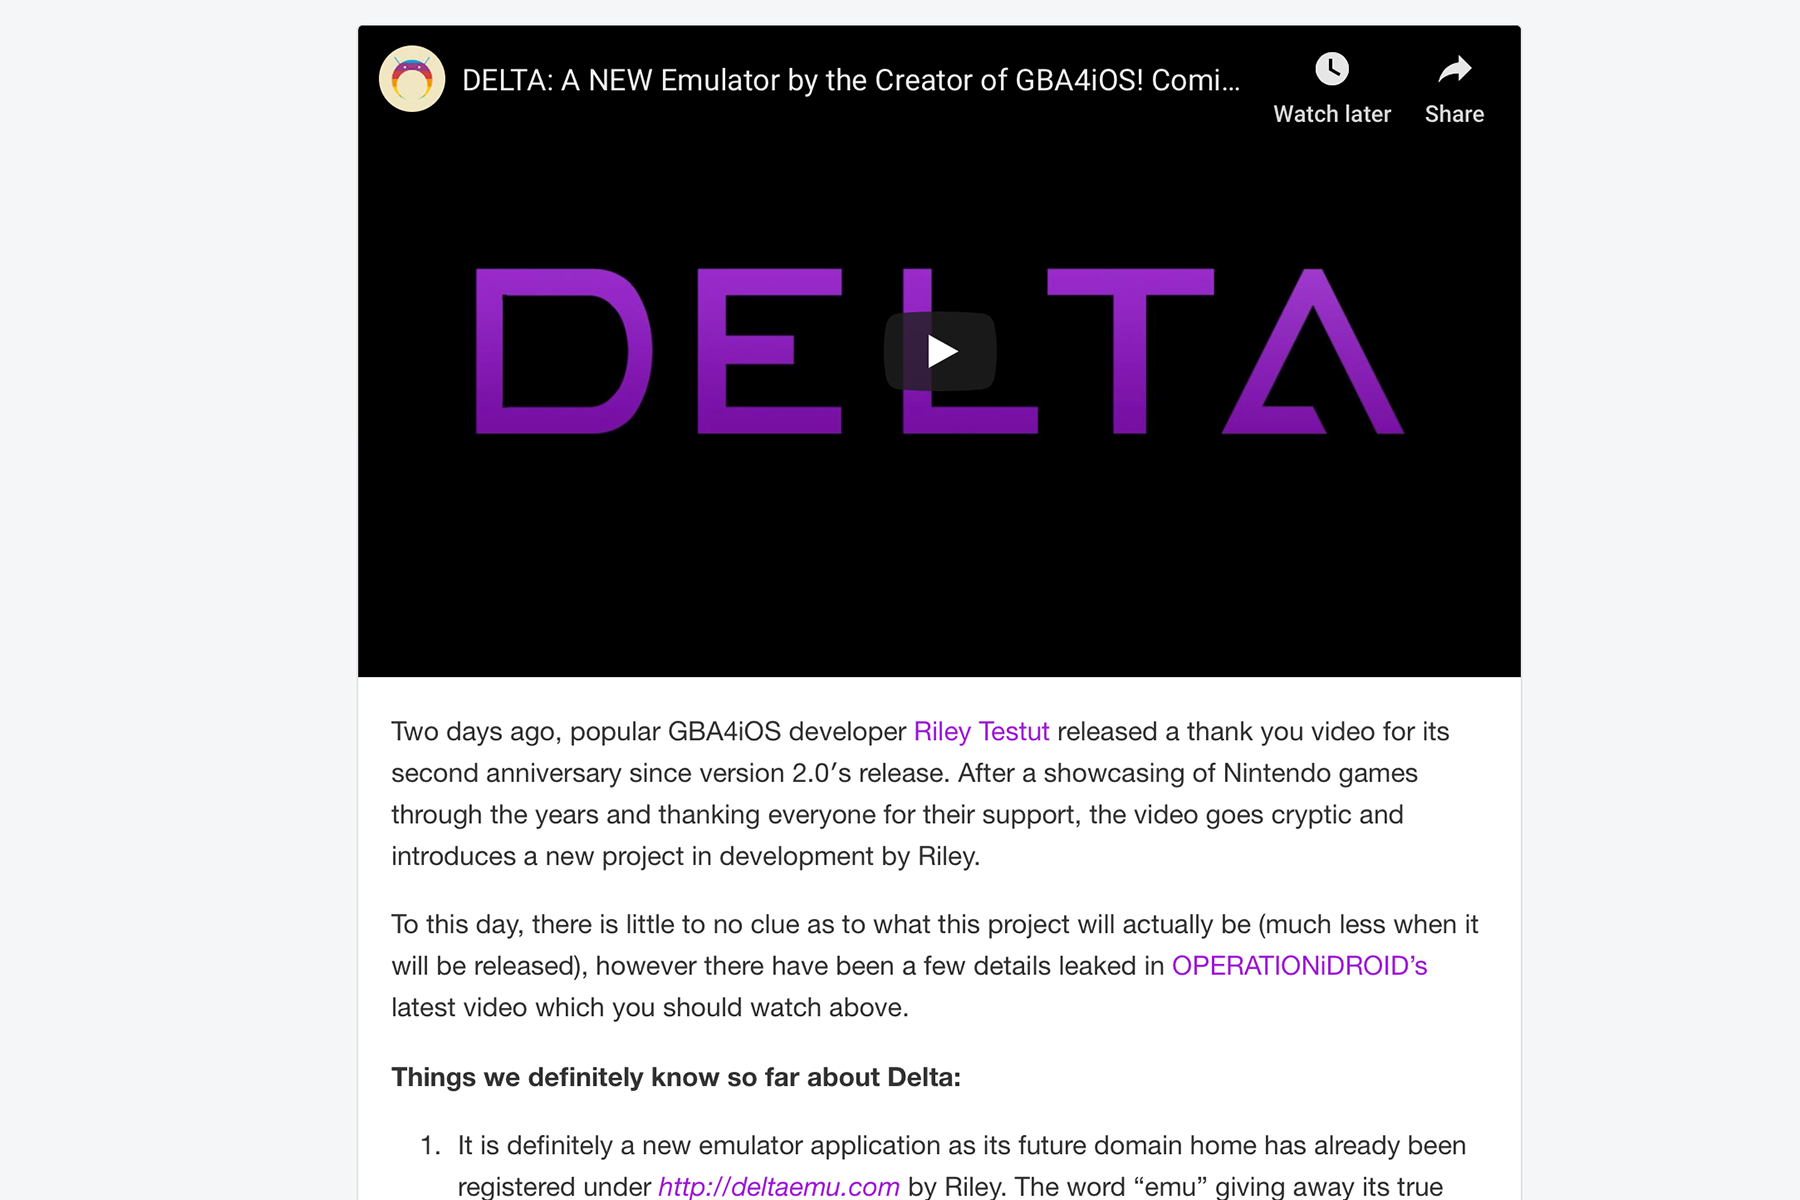 DELTA: A NEW Emulator by the Creator of GBA4iOS! Comi...
Watch later
Share
DELTA
Two days ago, popular GBA4iOS developer Riley Testut released a thank you video for its
second anniversary since version 2.0′s release. After a showcasing of Nintendo games
through the years and thanking everyone for their support, the video goes cryptic and
introduces a new project in development by Riley.
To this day, there is little to no clue as to what this project will actually be (much less when it
will be released), however there have been a few details leaked in OPERATIONiDROID’s
latest video which you should watch above.
Things we definitely know so far about Delta:
1. It is definitely a new emulator application as its future domain home has already been
registered under http://deltaemu.com by Riley. The word “emu” giving away its true